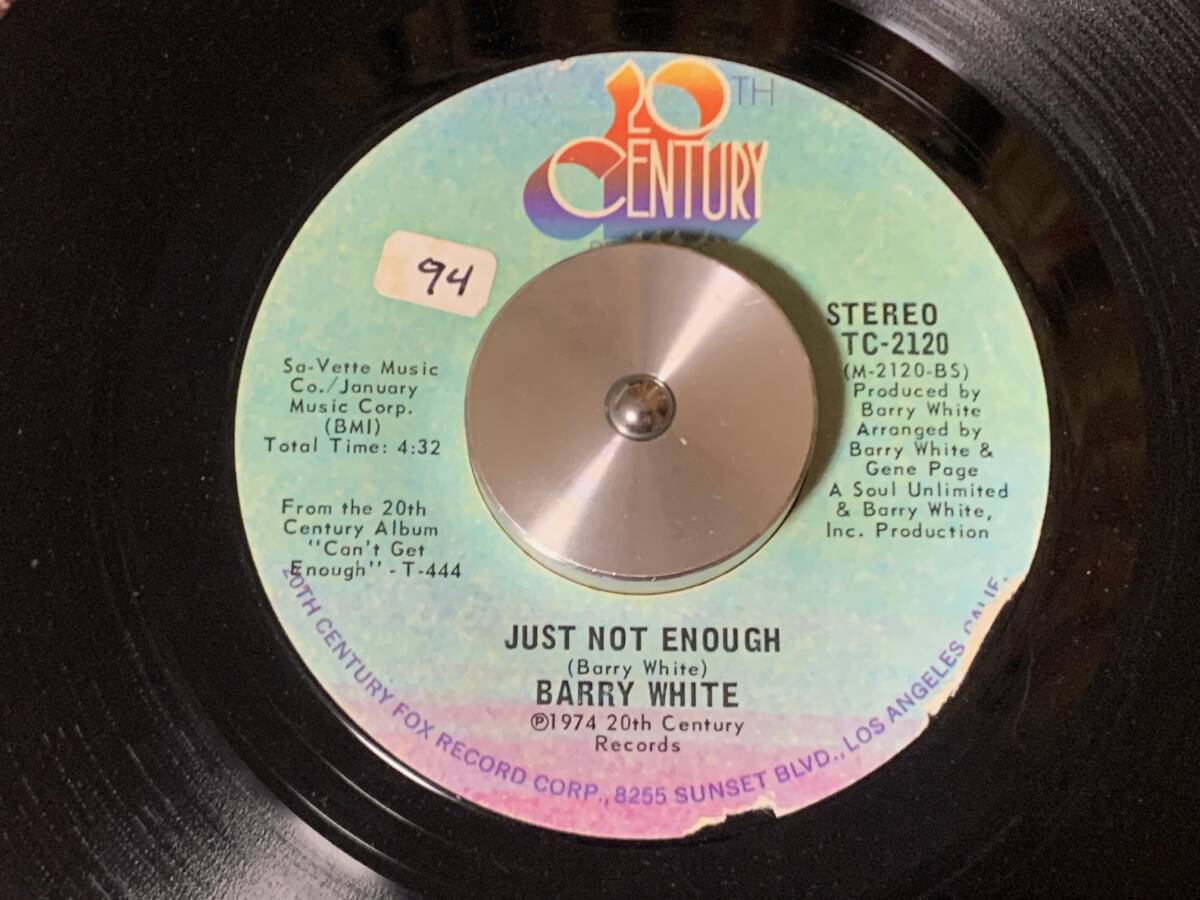 20TH
CENTURY
94
STEREO
TC-2120
(M-2120-BS)
Produced by
Barry White
Arranged by
Barry White &
Gene Page
A Soul Unlimited
& Barry White,
Inc. Production
Sa-Vette Music
Co./January
Music Corp.
(BMI)
Total Time: 4:32
From the 20th
Century Album
"Can't Get
Enough" - T-444
JUST NOT ENOUGH
(Barry White)
BARRY WHITE
℗1974 20th Century
Records
20TH CENTURY FOX RECORD CORP., 8255 SUNSET BLVD., LOS ANGELES, CALIF.